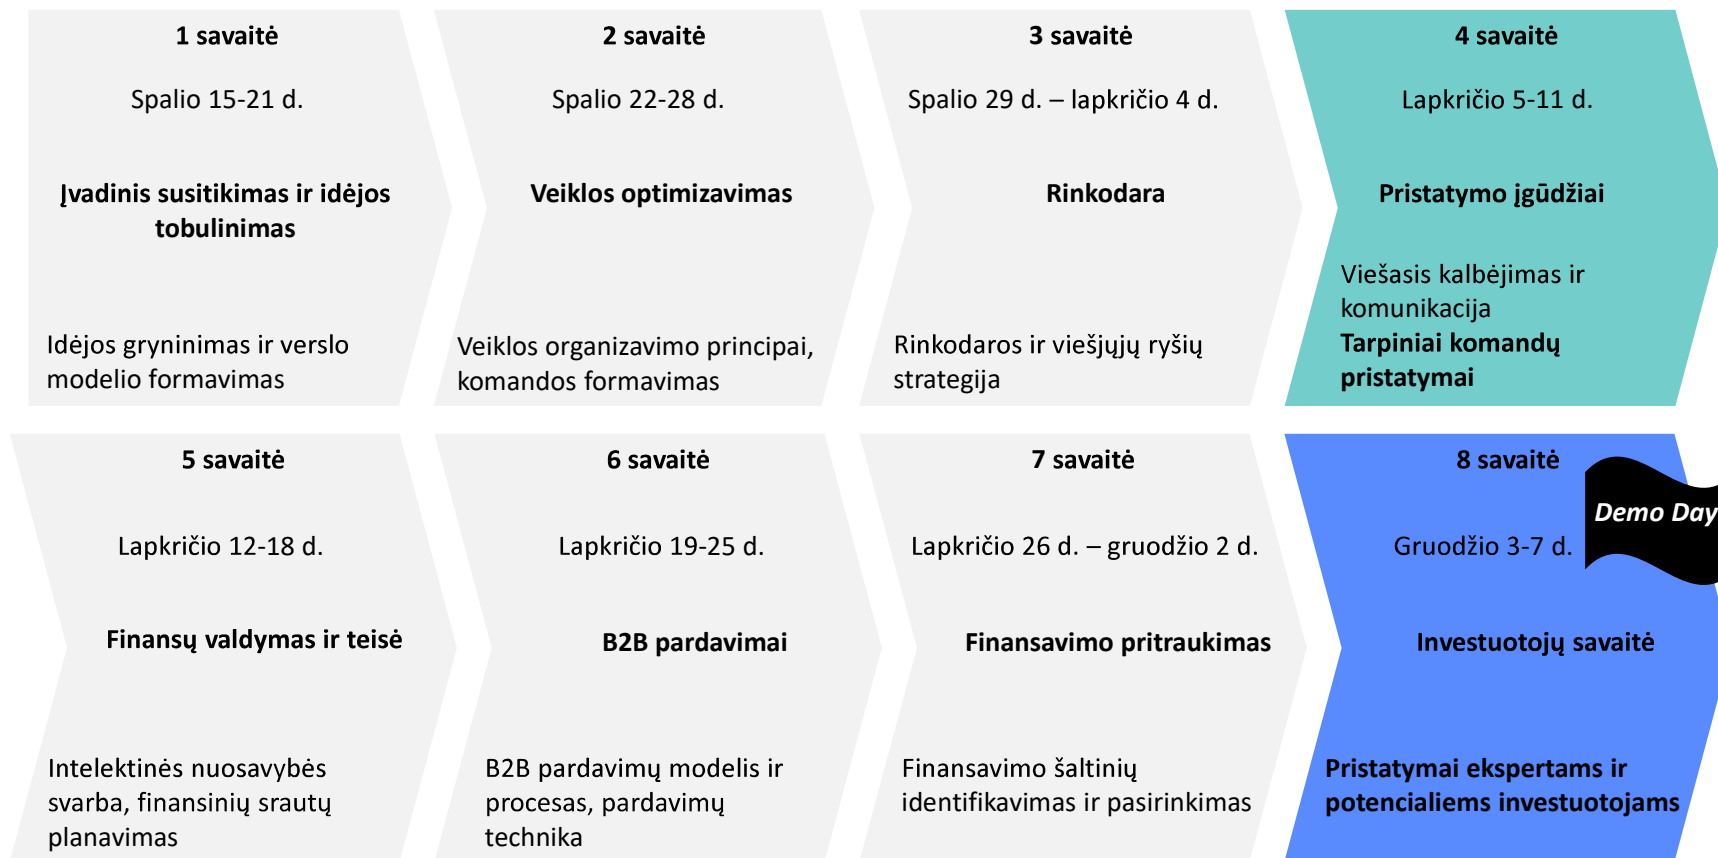 1 savaitė
Spalio 15-21 d.
Įvadinis susitikimas ir idėjos
tobulinimas
Idėjos gryninimas ir verslo
modelio formavimas
2 savaitė
Spalio 22-28 d.
Veiklos optimizavimas
Veiklos organizavimo principai,
komandos formavimas
3 savaitė
Spalio 29 d. – lapkričio 4 d.
Rinkodara
Rinkodaros ir viešjųjų ryšių
strategija
4 savaitė
Lapkričio 5-11 d.
Pristatymo įgūdžiai
Viešasis kalbėjimas ir
komunikacija
Tarpiniai komandų
pristatymai
5 savaitė
Lapkričio 12-18 d.
Finansų valdymas ir teisė
Intelektinės nuosavybės
svarba, finansinių srautų
planavimas
6 savaitė
Lapkričio 19-25 d.
B2B pardavimai
B2B pardavimų modelis ir
procesas, pardavimų
technika
7 savaitė
Lapkričio 26 d. – gruodžio 2 d.
Finansavimo pritraukimas
Finansavimo šaltinių
identifikavimas ir pasirinkimas
8 savaitė
Demo Day
Gruodžio 3-7 d.
Investuotojų savaitė
Pristatymai ekspertams ir
potencialiems investuotojams